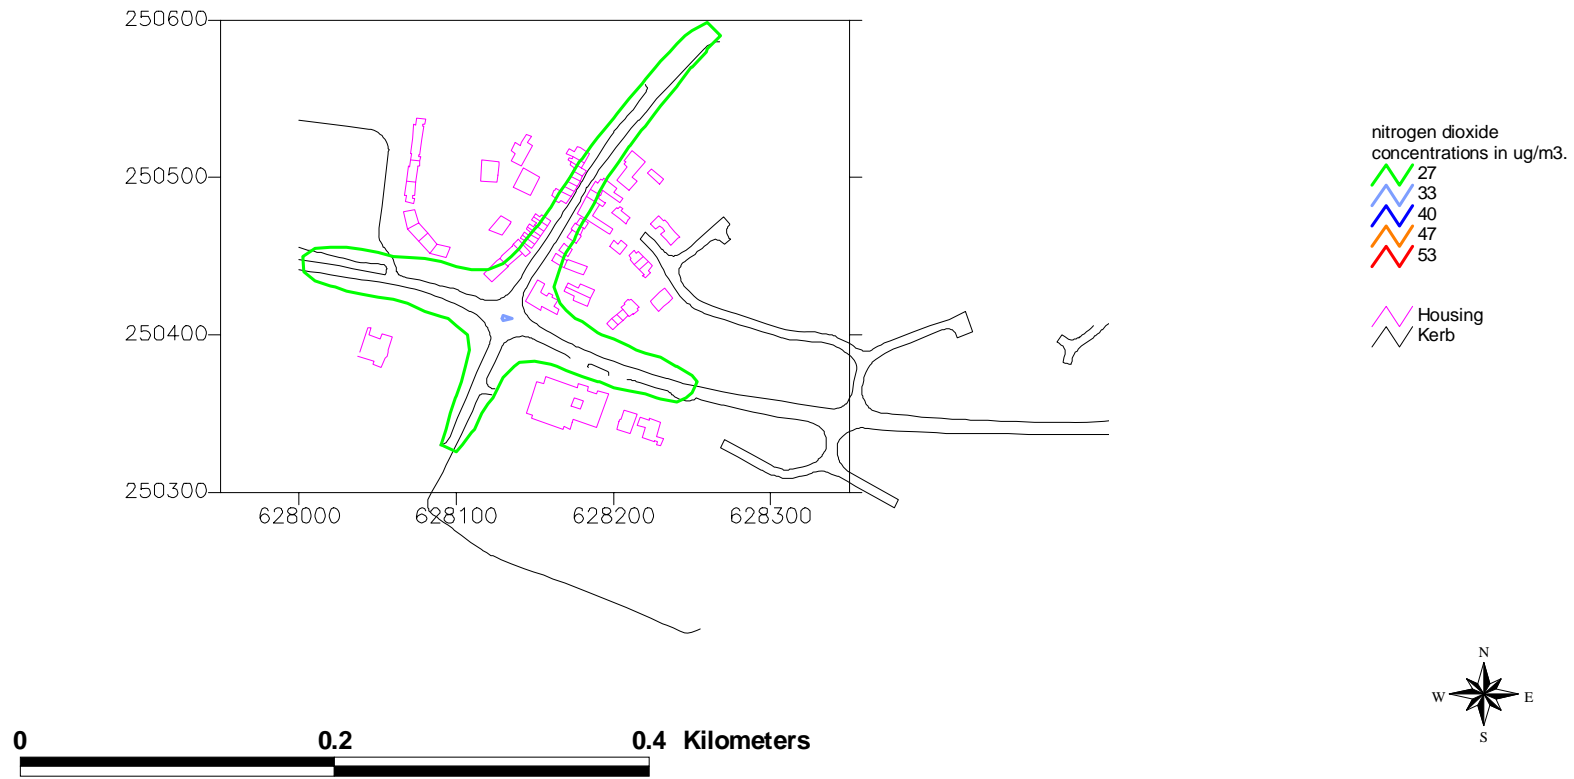 250600
250500
250400
250300
628000
628100
628200
628300
nitrogen dioxide
concentrations in ug/m3.
27
33
40
47
53
Housing
Kerb
N
W
E
S
0
0.2
0.4 Kilometers